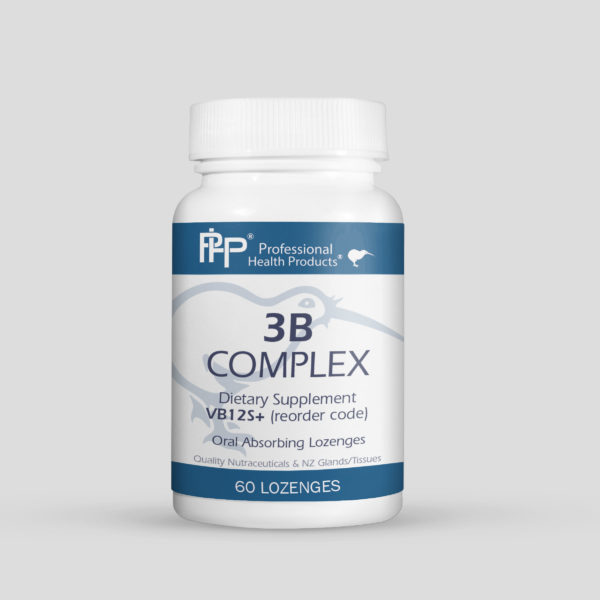 PHP® Professional
Health Products®
3B
COMPLEX
Dietary Supplement
VB12S+ (reorder code)
Oral Absorbing Lozenges
Quality Nutraceuticals & NZ Glands/Tissues
60 LOZENGES